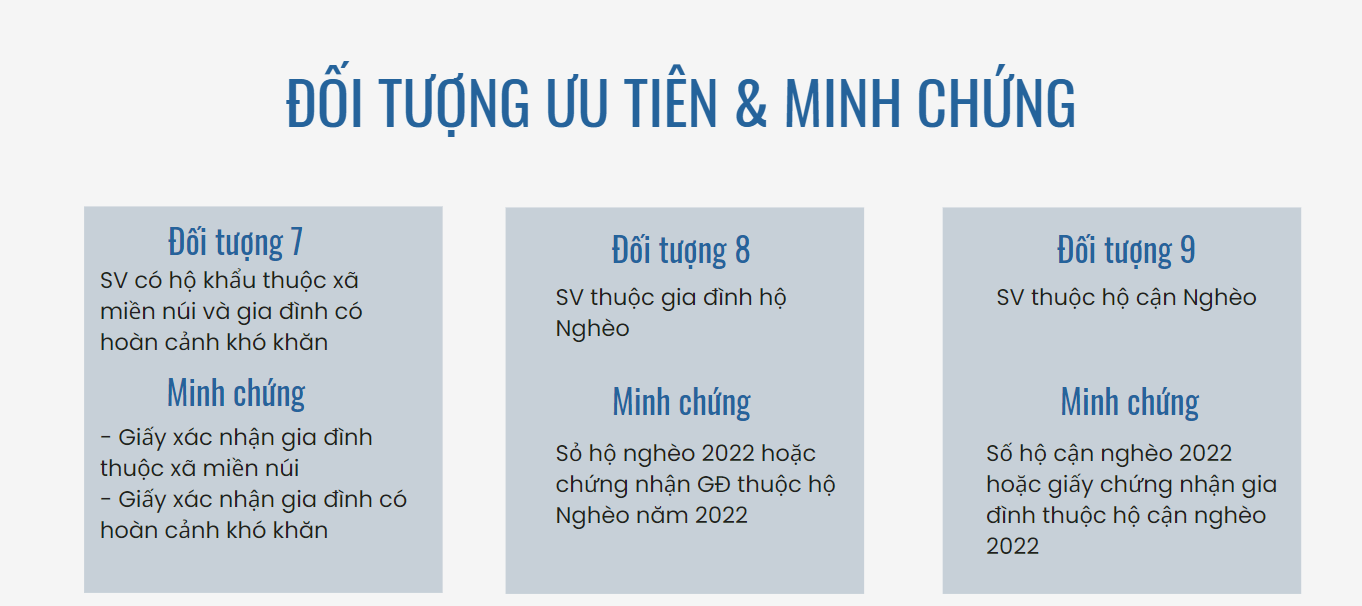 ĐỐI TƯỢNG ƯU TIÊN & MINH CHỨNG
Đối tượng 7
SV có hộ khẩu thuộc xã
miền núi và gia đình có
hoàn cảnh khó khăn
Minh chứng
- Giấy xác nhận gia đình
thuộc xã miền núi
- Giấy xác nhận gia đình có
hoàn cảnh khó khăn
Đối tượng 8
SV thuộc gia đình hộ
Nghèo
Minh chứng
Sỏ hộ nghèo 2022 hoặc
chứng nhận GĐ thuộc hộ
Nghèo năm 2022
Đối tượng 9
SV thuộc hộ cận Nghèo
Minh chứng
Số hộ cận nghèo 2022
hoặc giấy chứng nhận gia
đình thuộc hộ cận nghèo
2022